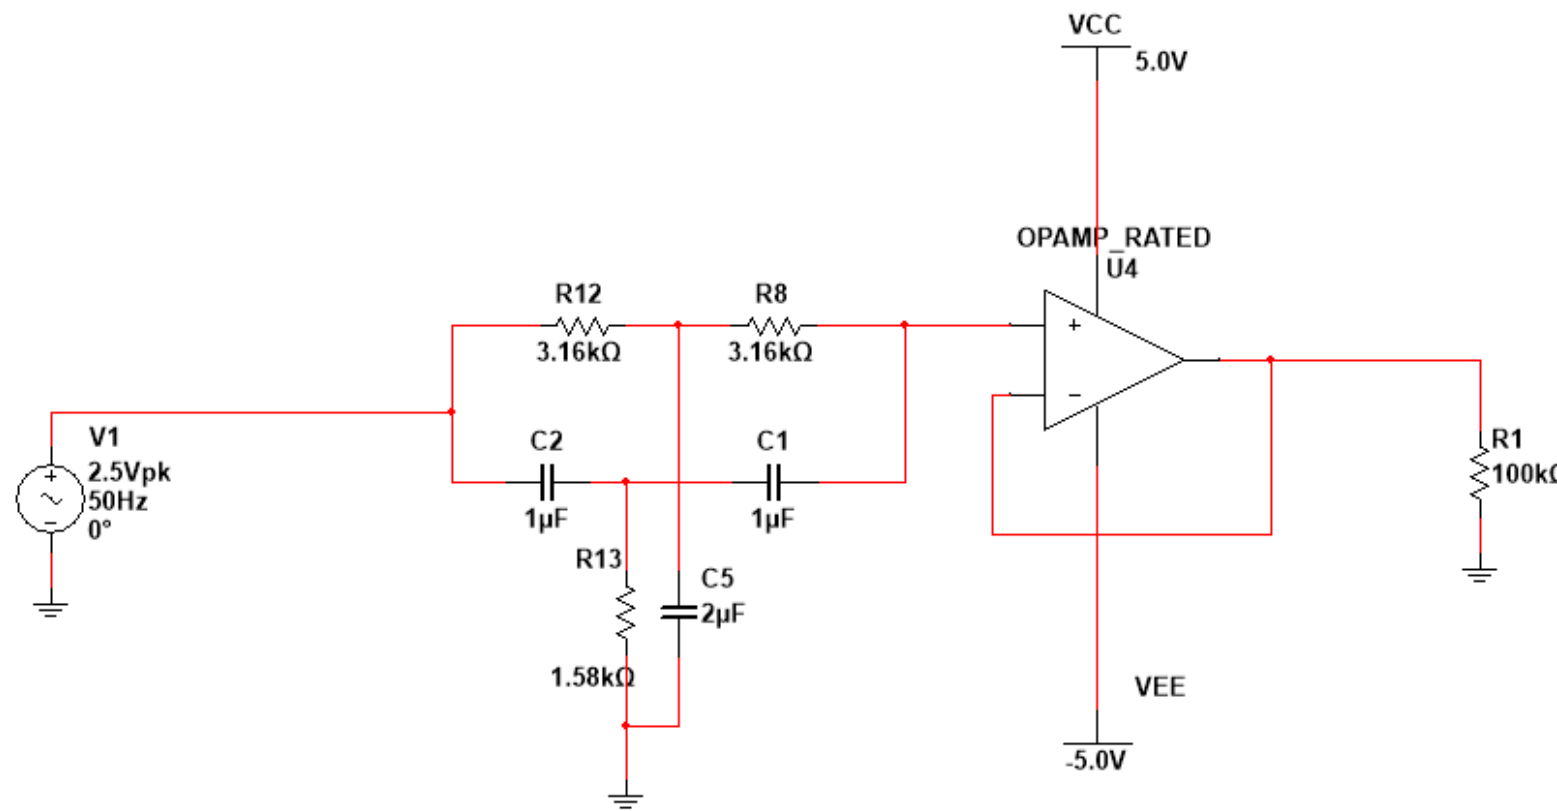 VCC
5.0V
OPAMP_RATED
U4
R12
3.16kΩ
R8
3.16kΩ
+
−
V1
2.5Vpk
50Hz
0°
+
−
C2
1µF
C1
1µF
R1
100kΩ
R13
1.58kΩ
C5
2µF
VEE
-5.0V